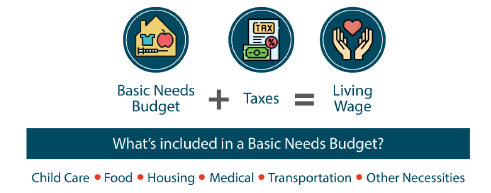 TAX
%
Basic Needs Budget + Taxes = Living Wage
What's included in a Basic Needs Budget?
Child Care • Food • Housing • Medical • Transportation • Other Necessities